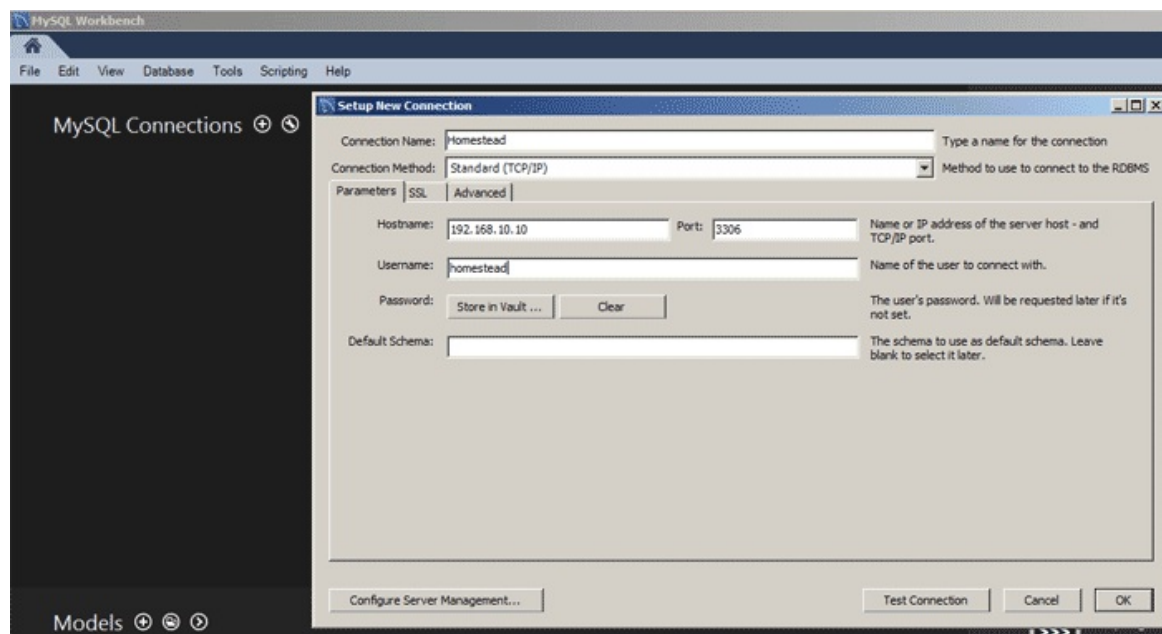 MySQL Workbench
File Edit View Database Tools Scripting Help
MySQL Connections
Setup New Connection
Connection Name: Homestead Type a name for the connection
Connection Method: Standard (TCP/IP) Method to use to connect to the RDBMS
Parameters SSL Advanced
Hostname: 192.168.10.10 Port: 3306 Name or IP address of the server host - and
TCP/IP port.
Username: homestead Name of the user to connect with.
Password: Store in Vault ... Clear The user's password. Will be requested later if it's
not set.
Default Schema: The schema to use as default schema. Leave
blank to select it later.
Configure Server Management... Test Connection Cancel OK
Models